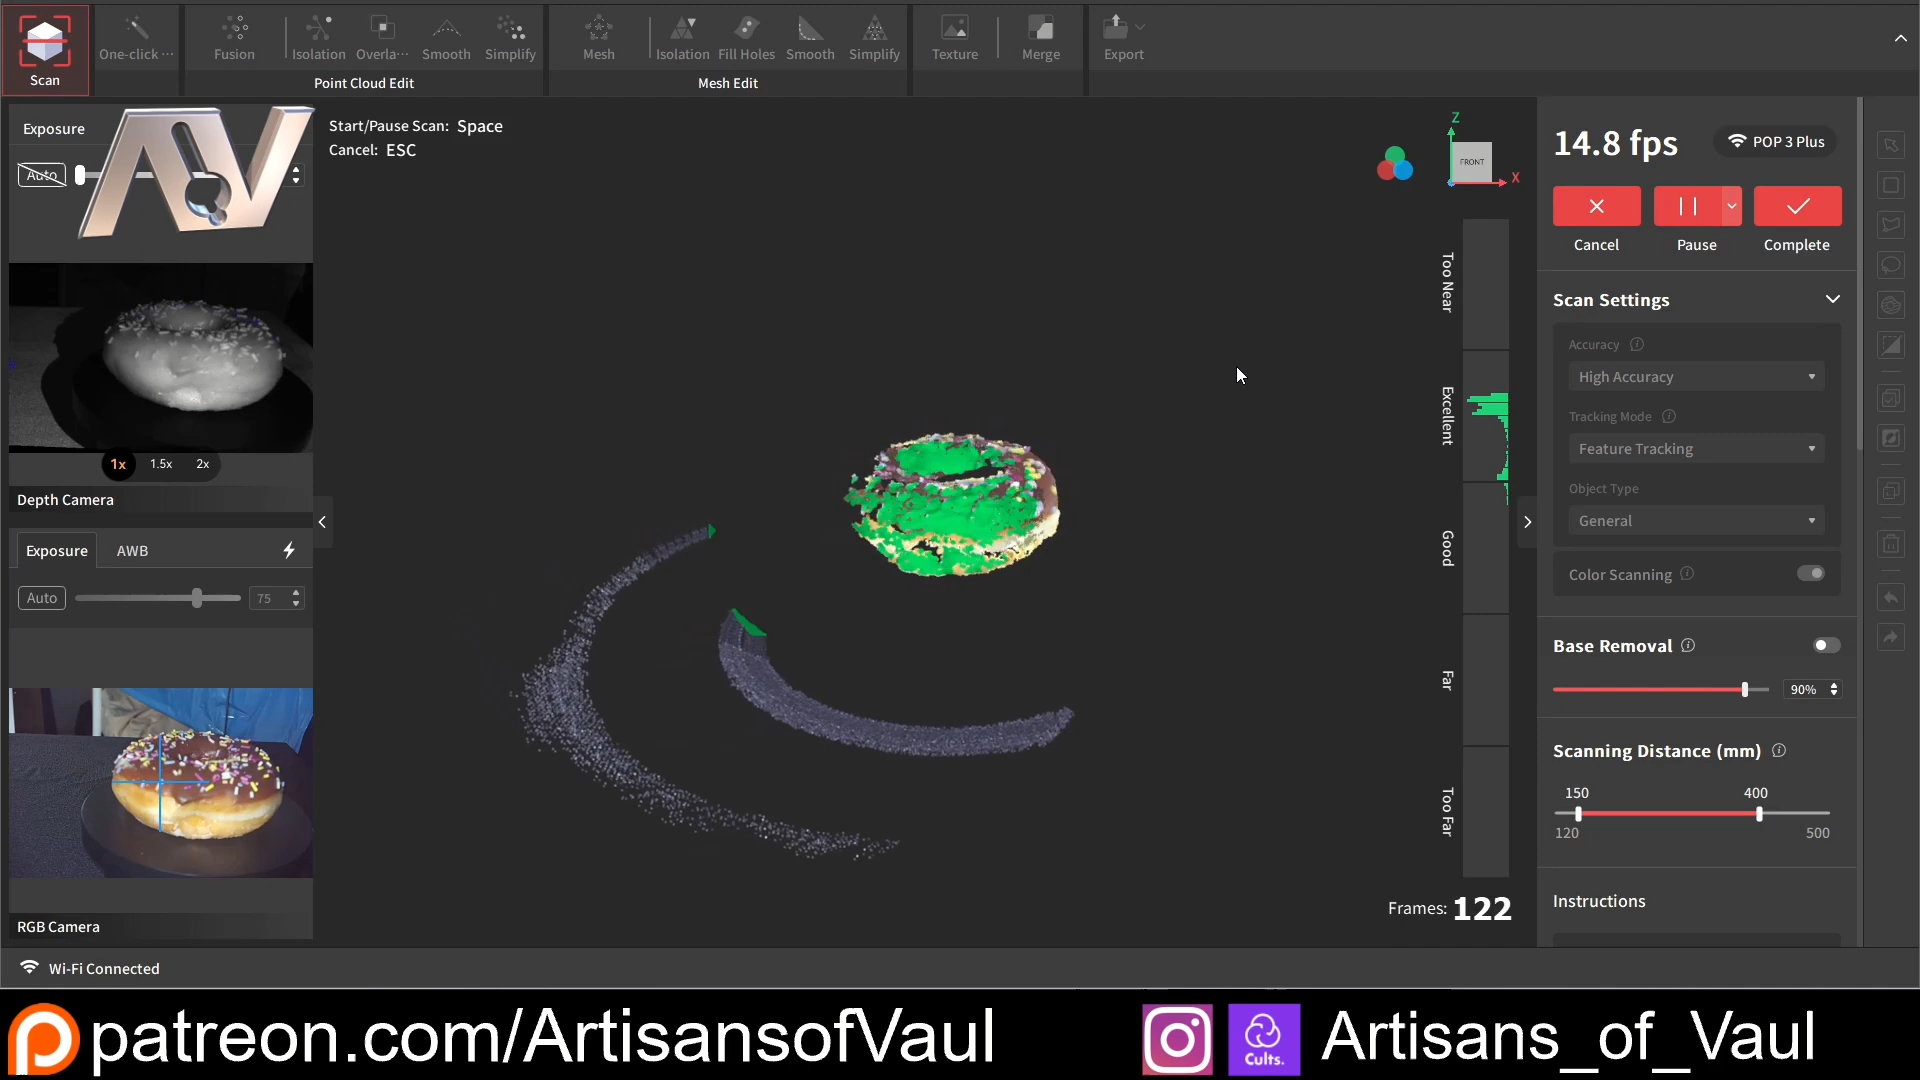 Scan
One-click ···
Fusion
Isolation
Overla···
Smooth
Simplify
Point Cloud Edit
Mesh
Isolation
Fill Holes
Smooth
Simplify
Mesh Edit
Texture
Merge
Export
Exposure
Auto
AV
Depth Camera
1x 1.5x 2x
Exposure AWB
Auto 75
RGB Camera
Start/Pause Scan: Space
Cancel: ESC
Z
FRONT
X
Too Near
Excellent
Good
Far
Too Far
Frames: 122
14.8 fps
POP 3 Plus
Cancel
Pause
Complete
Scan Settings
Accuracy
High Accuracy
Tracking Mode
Feature Tracking
Object Type
General
Color Scanning
Base Removal
90%
Scanning Distance (mm)
150 400
120 500
Instructions
Wi-Fi Connected
patreon.com/ArtisansofVaul
Cults.
Artisans_of_Vaul